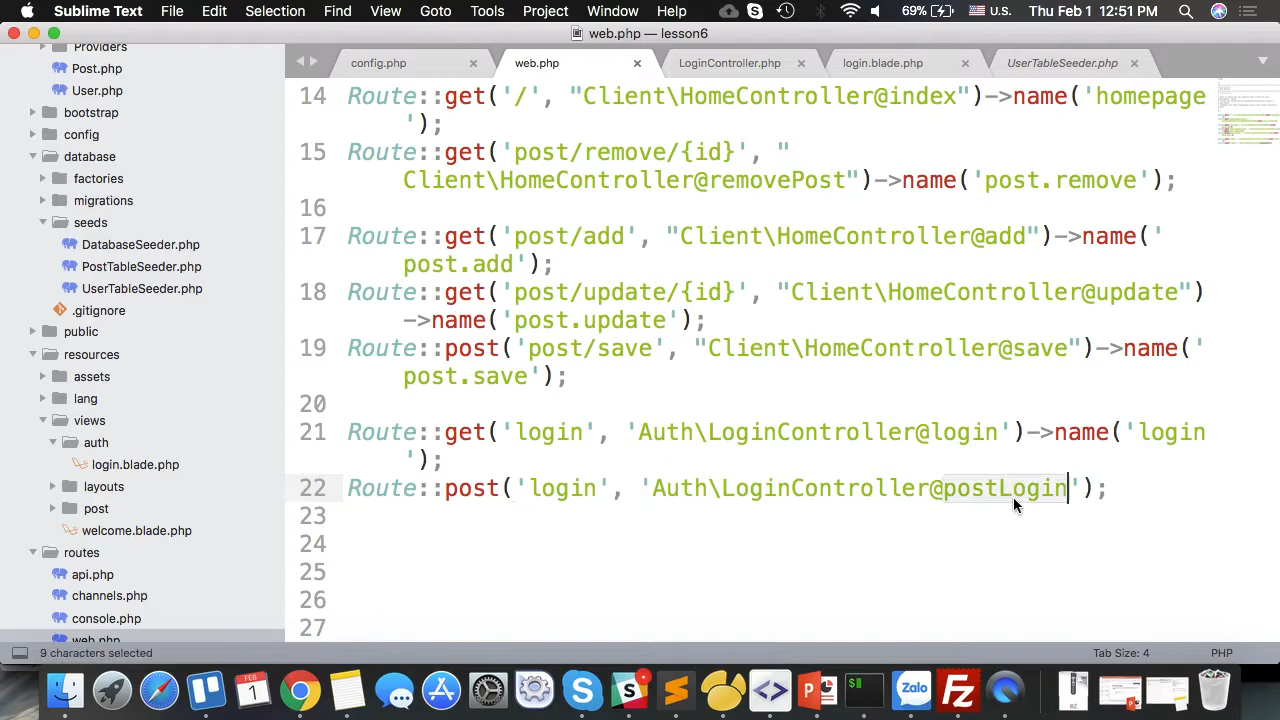 Sublime Text File Edit Selection Find View Goto Tools Project Window Help 69% U.S. Thu Feb 1 12:51 PM
web.php — lesson6
Providers
Post.php
User.php
bootstrap
config
database
factories
migrations
seeds
DatabaseSeeder.php
PostTableSeeder.php
UserTableSeeder.php
.gitignore
public
resources
assets
lang
views
auth
login.blade.php
layouts
post
welcome.blade.php
routes
api.php
channels.php
console.php
web.php
config.php web.php LoginController.php login.blade.php UserTableSeeder.php
14 Route::get('/', "Client\HomeController@index")->name('homepage
');
15 Route::get('post/remove/{id}', "
Client\HomeController@removePost")->name('post.remove');
16
17 Route::get('post/add', "Client\HomeController@add")->name('
post.add');
18 Route::get('post/update/{id}', "Client\HomeController@update")
->name('post.update');
19 Route::post('post/save', "Client\HomeController@save")->name('
post.save');
20
21 Route::get('login', 'Auth\LoginController@login')->name('login
');
22 Route::post('login', 'Auth\LoginController@postLogin');
23
24
25
26
27
9 characters selected Tab Size: 4 PHP
FEB
1
Zalo